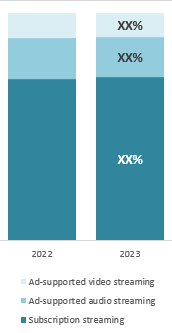 XX%
XX%
XX%
2022 2023
Ad-supported video streaming
Ad-supported audio streaming
Subscription streaming